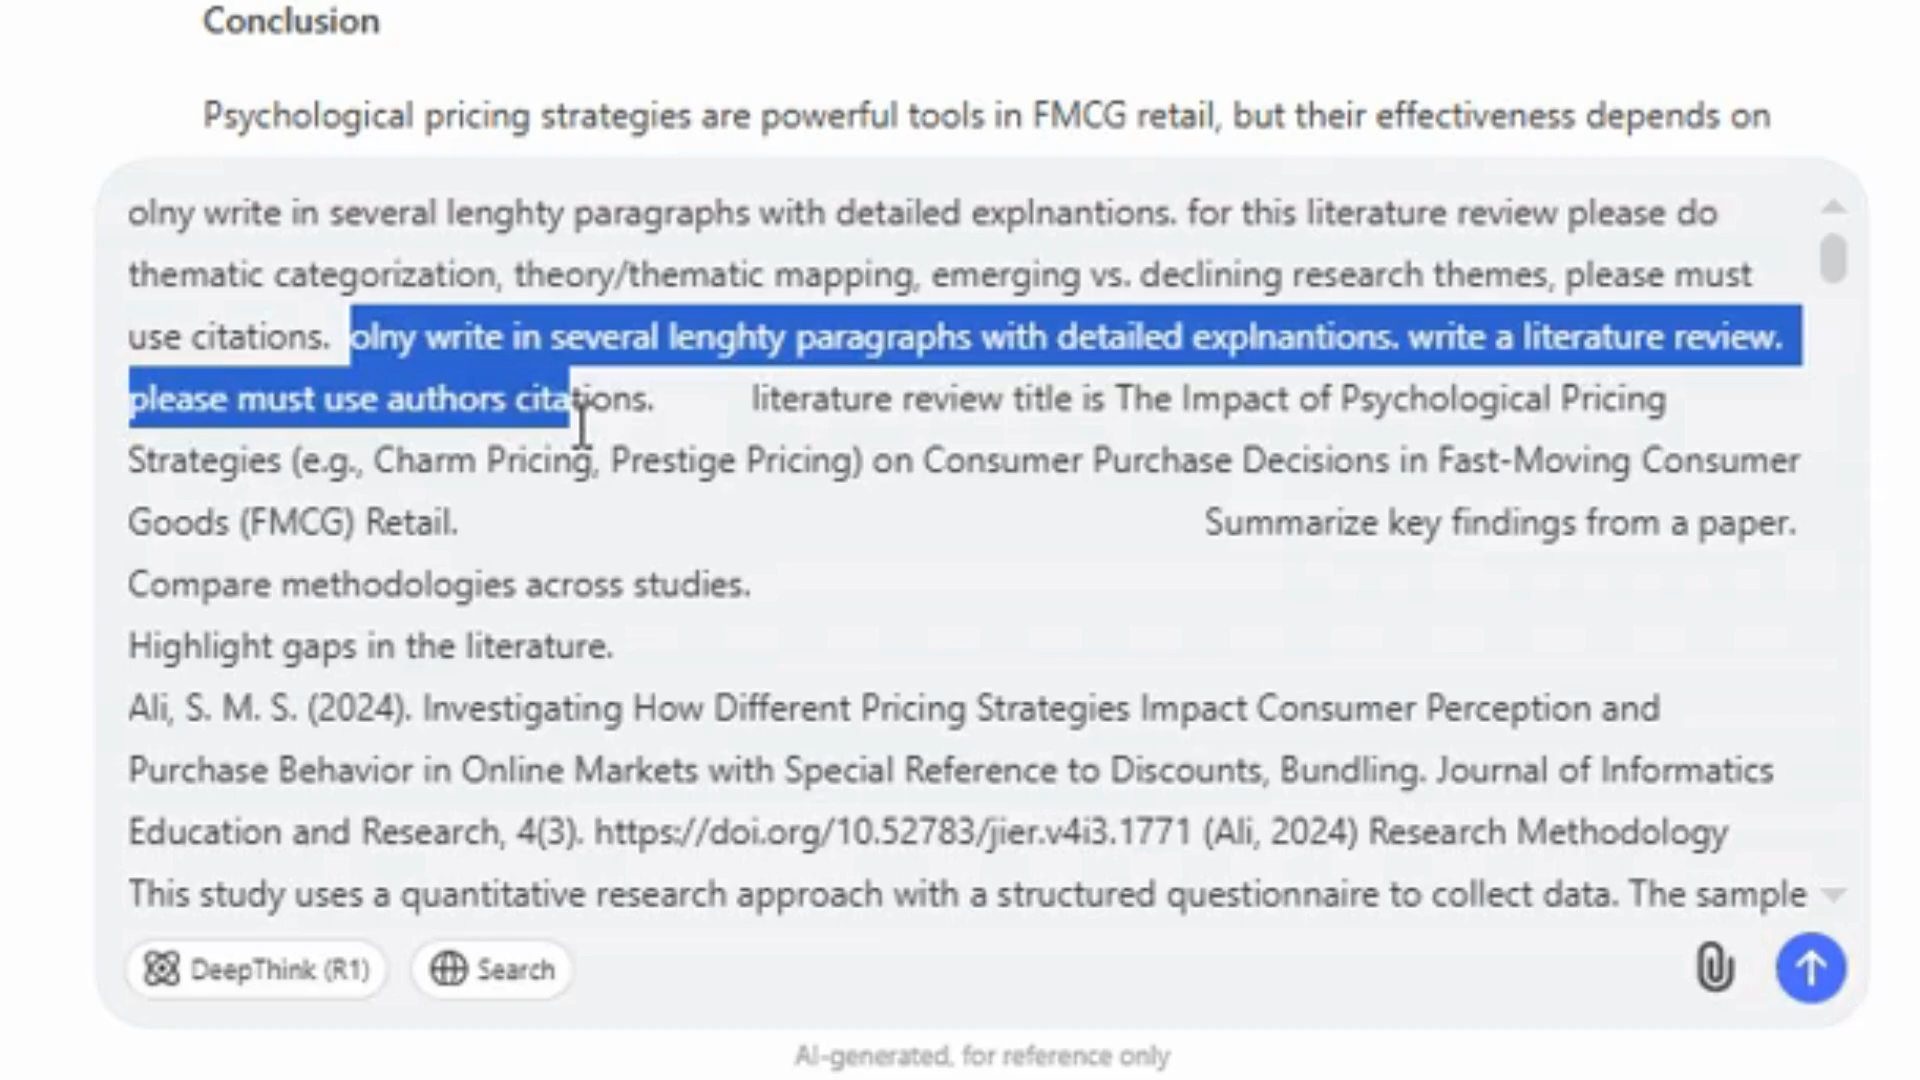 Conclusion
Psychological pricing strategies are powerful tools in FMCG retail, but their effectiveness depends on
olny write in several lenghty paragraphs with detailed explnantions. for this literature review please do
thematic categorization, theory/thematic mapping, emerging vs. declining research themes, please must
use citations. olny write in several lenghty paragraphs with detailed explnantions. write a literature review.
please must use authors citations. literature review title is The Impact of Psychological Pricing
Strategies (e.g., Charm Pricing, Prestige Pricing) on Consumer Purchase Decisions in Fast-Moving Consumer
Goods (FMCG) Retail. Summarize key findings from a paper.
Compare methodologies across studies.
Highlight gaps in the literature.
Ali, S. M. S. (2024). Investigating How Different Pricing Strategies Impact Consumer Perception and
Purchase Behavior in Online Markets with Special Reference to Discounts, Bundling. Journal of Informatics
Education and Research, 4(3). https://doi.org/10.52783/jier.v4i3.1771 (Ali, 2024) Research Methodology
This study uses a quantitative research approach with a structured questionnaire to collect data. The sample
DeepThink (R1) Search
AI-generated, for reference only